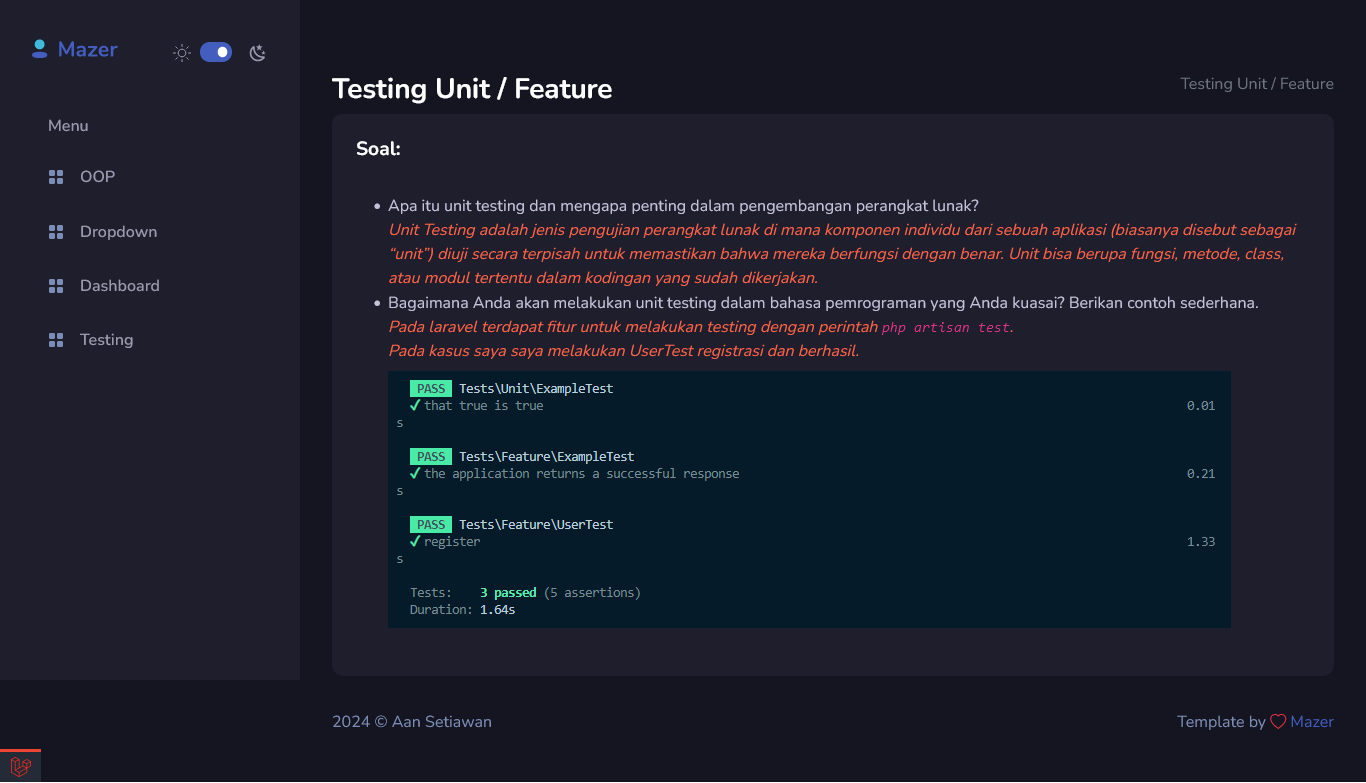 Mazer
Menu
OOP
Dropdown
Dashboard
Testing
Testing Unit / Feature
Testing Unit / Feature
Soal:
Apa itu unit testing dan mengapa penting dalam pengembangan perangkat lunak?
Unit Testing adalah jenis pengujian perangkat lunak di mana komponen individu dari sebuah aplikasi (biasanya disebut sebagai
“unit”) diuji secara terpisah untuk memastikan bahwa mereka berfungsi dengan benar. Unit bisa berupa fungsi, metode, class,
atau modul tertentu dalam kodingan yang sudah dikerjakan.
Bagaimana Anda akan melakukan unit testing dalam bahasa pemrograman yang Anda kuasai? Berikan contoh sederhana.
Pada laravel terdapat fitur untuk melakukan testing dengan perintah php artisan test.
Pada kasus saya saya melakukan UserTest registrasi dan berhasil.
PASS Tests\Unit\ExampleTest
✓ that true is true 0.01
s
PASS Tests\Feature\ExampleTest
✓ the application returns a successful response 0.21
s
PASS Tests\Feature\UserTest
✓ register 1.33
s
Tests: 3 passed (5 assertions)
Duration: 1.64s
2024 © Aan Setiawan
Template by ♡ Mazer